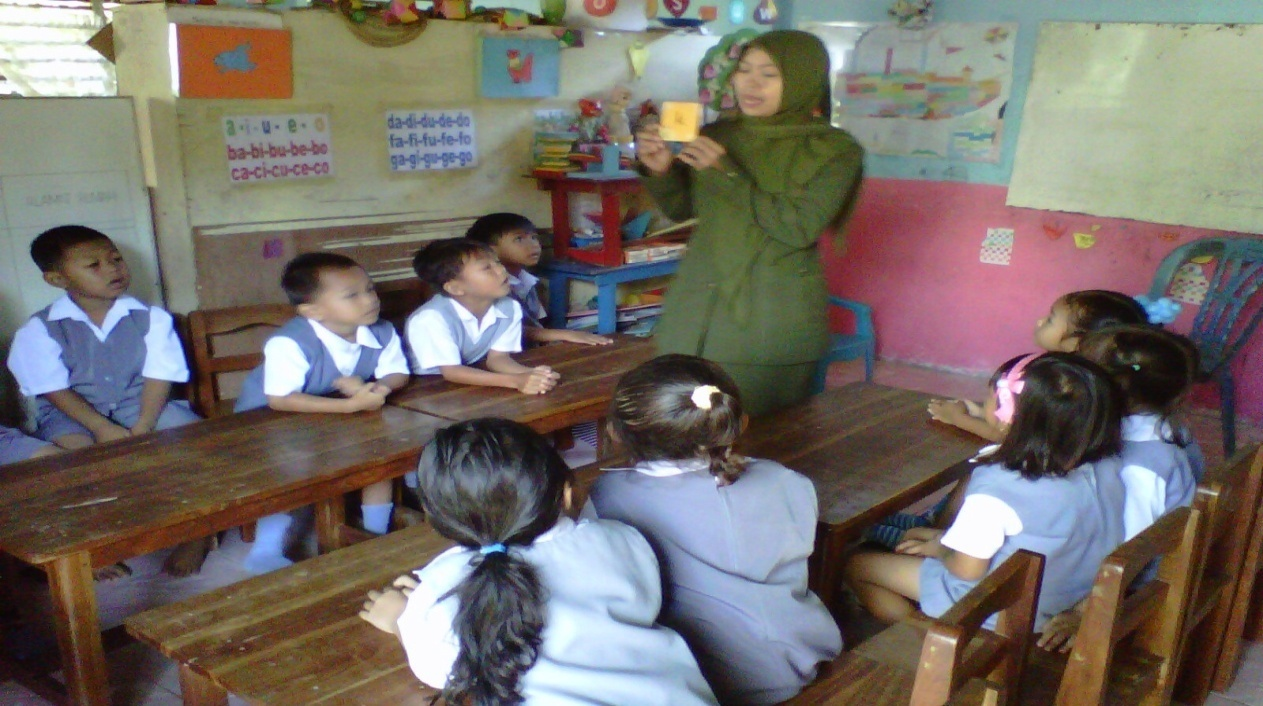 a - i - u - e - o
ba-bi-bu-be-bo
ca-ci-cu-ce-co
da-di-du-de-do
fa-fi-fu-fe-fo
ga-gi-gu-ge-go